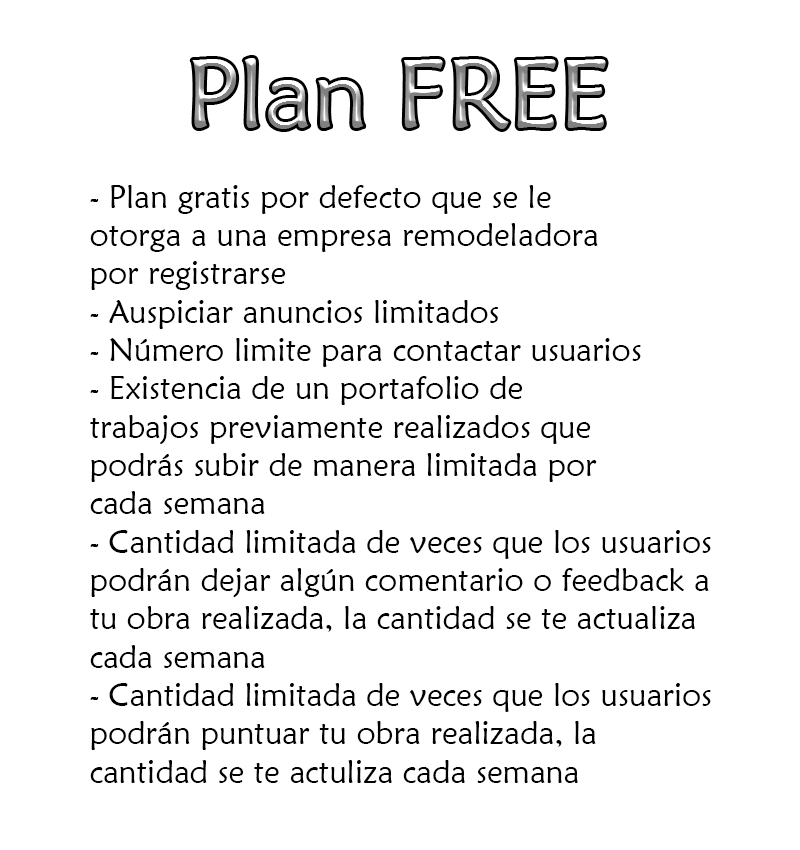 Plan FREE
- Plan gratis por defecto que se le
otorga a una empresa remodeladora
por registrarse
- Auspiciar anuncios limitados
- Número limite para contactar usuarios
- Existencia de un portafolio de
trabajos previamente realizados que
podrás subir de manera limitada por
cada semana
- Cantidad limitada de veces que los usuarios
podrán dejar algún comentario o feedback a
tu obra realizada, la cantidad se te actualiza
cada semana
- Cantidad limitada de veces que los usuarios
podrán puntuar tu obra realizada, la
cantidad se te actuliza cada semana